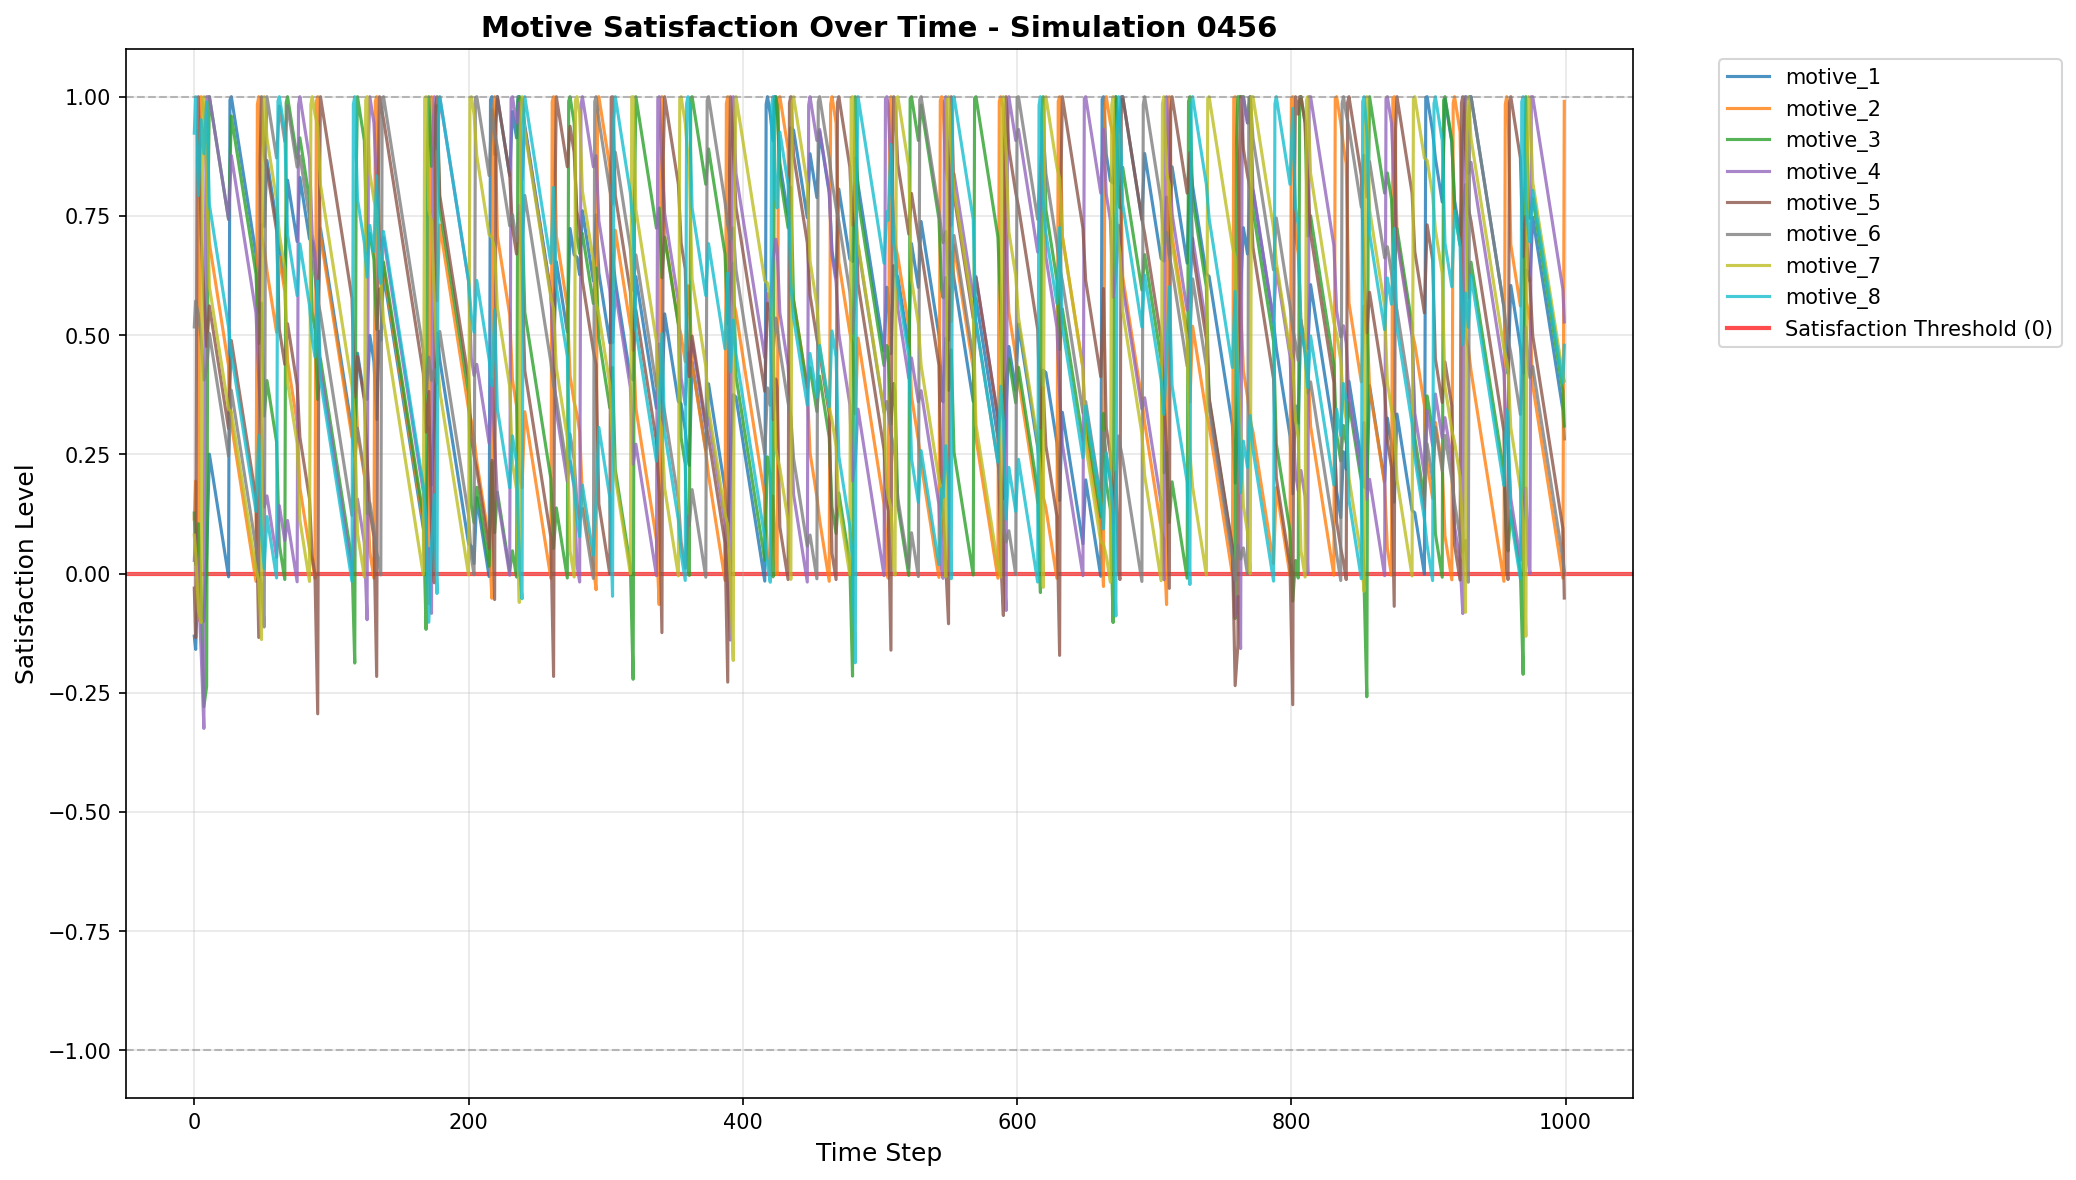 Motive Satisfaction Over Time - Simulation 0456
1.00
0.75
0.50
0.25
0.00
−0.25
−0.50
−0.75
−1.00
Satisfaction Level
0
200
400
600
800
1000
Time Step
motive_1
motive_2
motive_3
motive_4
motive_5
motive_6
motive_7
motive_8
Satisfaction Threshold (0)